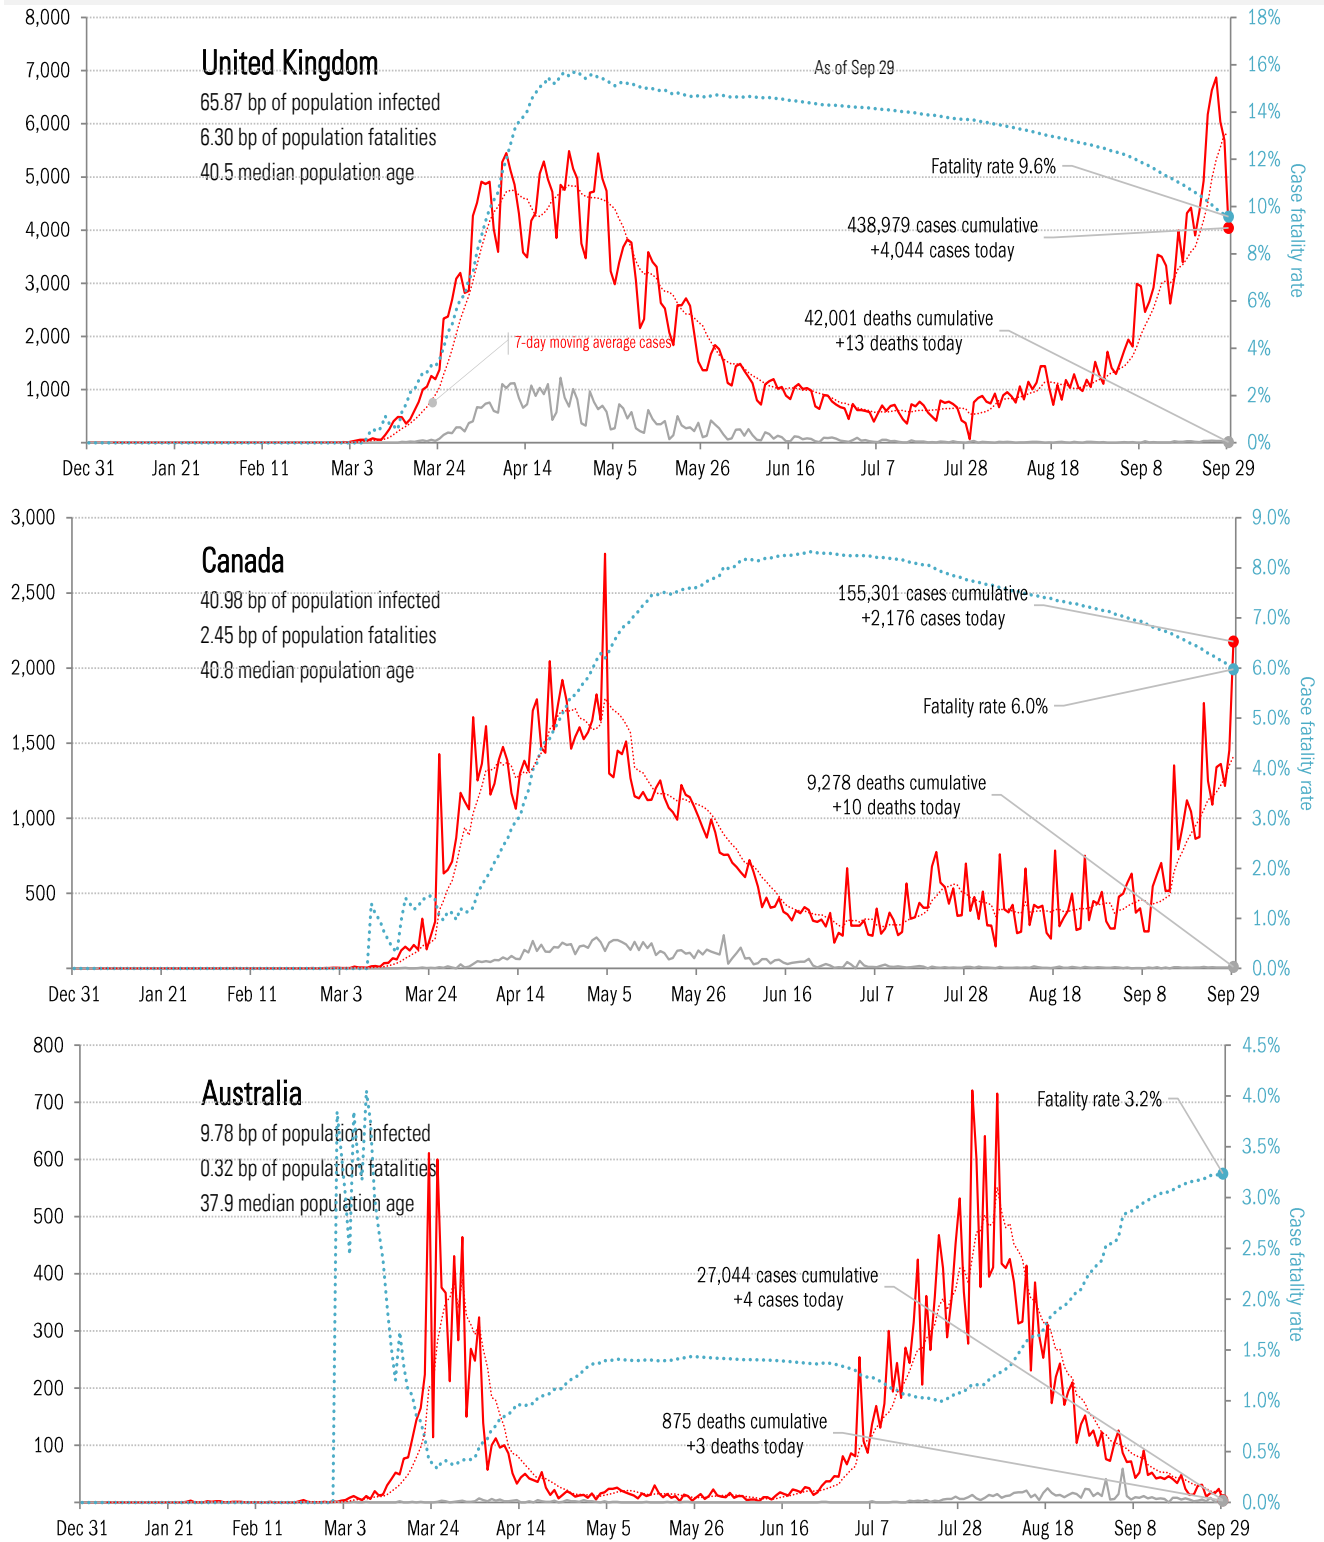 8,000
7,000
6,000
5,000
4,000
3,000
2,000
1,000
United Kingdom
65.87 bp of population infected
6.30 bp of population fatalities
40.5 median population age
As of Sep 29
Fatality rate 9.6%
438,979 cases cumulative
+4,044 cases today
42,001 deaths cumulative
+13 deaths today
7-day moving average cases
18%
16%
14%
12%
10%
8%
6%
4%
2%
0%
Case fatality rate
Dec 31 Jan 21 Feb 11 Mar 3 Mar 24 Apr 14 May 5 May 26 Jun 16 Jul 7 Jul 28 Aug 18 Sep 8 Sep 29
3,000
2,500
2,000
1,500
1,000
500
Canada
40.98 bp of population infected
2.45 bp of population fatalities
40.8 median population age
155,301 cases cumulative
+2,176 cases today
Fatality rate 6.0%
9,278 deaths cumulative
+10 deaths today
9.0%
8.0%
7.0%
6.0%
5.0%
4.0%
3.0%
2.0%
1.0%
0.0%
Case fatality rate
Dec 31 Jan 21 Feb 11 Mar 3 Mar 24 Apr 14 May 5 May 26 Jun 16 Jul 7 Jul 28 Aug 18 Sep 8 Sep 29
800
700
600
500
400
300
200
100
Australia
9.78 bp of population infected
0.32 bp of population fatalities
37.9 median population age
Fatality rate 3.2%
27,044 cases cumulative
+4 cases today
875 deaths cumulative
+3 deaths today
4.5%
4.0%
3.5%
3.0%
2.5%
2.0%
1.5%
1.0%
0.5%
0.0%
Case fatality rate
Dec 31 Jan 21 Feb 11 Mar 3 Mar 24 Apr 14 May 5 May 26 Jun 16 Jul 7 Jul 28 Aug 18 Sep 8 Sep 29